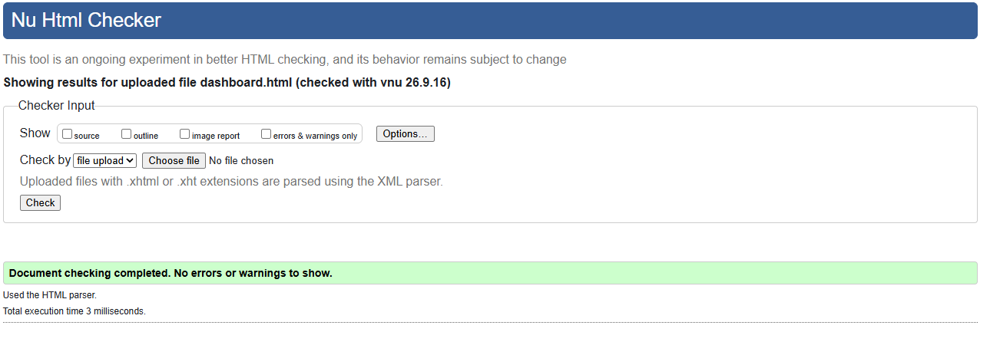 Nu Html Checker
This tool is an ongoing experiment in better HTML checking, and its behavior remains subject to change
Showing results for uploaded file dashboard.html (checked with vnu 26.9.16)
Checker Input
Show source outline image report errors & warnings only Options...
Check by file upload Choose file No file chosen
Uploaded files with .xhtml or .xht extensions are parsed using the XML parser.
Check
Document checking completed. No errors or warnings to show.
Used the HTML parser.
Total execution time 3 milliseconds.